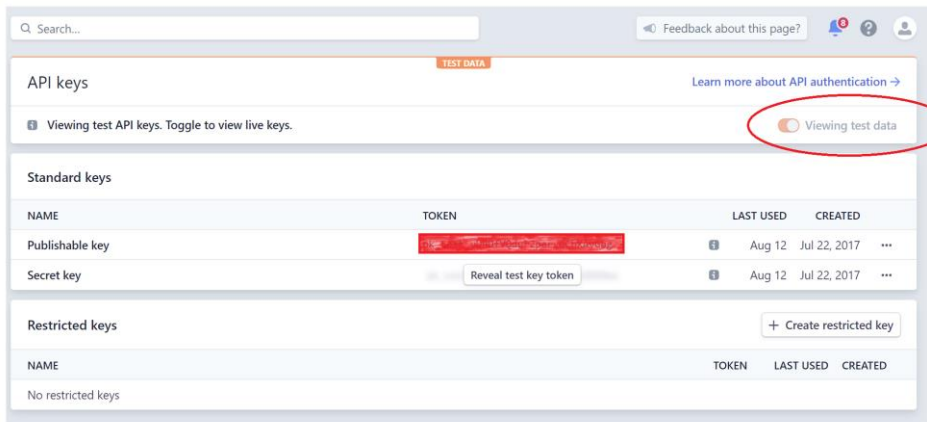 Search...
Feedback about this page?
8
TEST DATA
API keys
Learn more about API authentication →
Viewing test API keys. Toggle to view live keys.
Viewing test data
Standard keys
NAME TOKEN LAST USED CREATED
Publishable key Aug 12 Jul 22, 2017 ...
Secret key Reveal test key token Aug 12 Jul 22, 2017 ...
Restricted keys
+ Create restricted key
NAME TOKEN LAST USED CREATED
No restricted keys